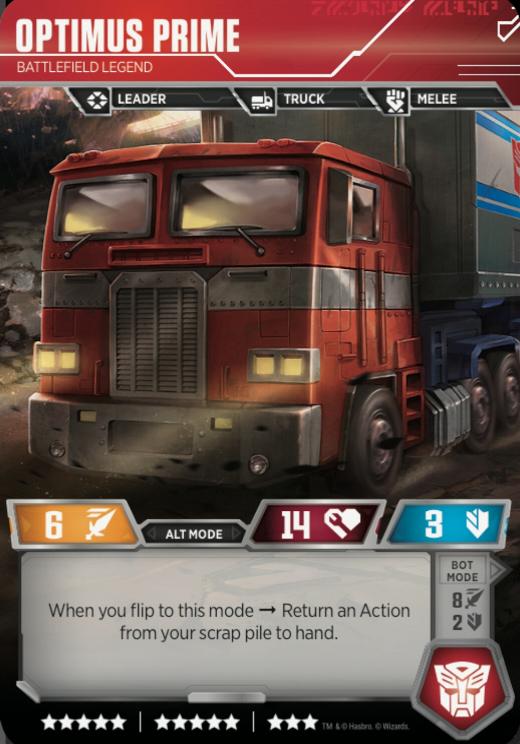 OPTIMUS PRIME
BATTLEFIELD LEGEND
LEADER TRUCK MELEE
6 ALT MODE 14 3
BOT
MODE
8
2
When you flip to this mode → Return an Action
from your scrap pile to hand.
TM & © Hasbro. © Wizards.